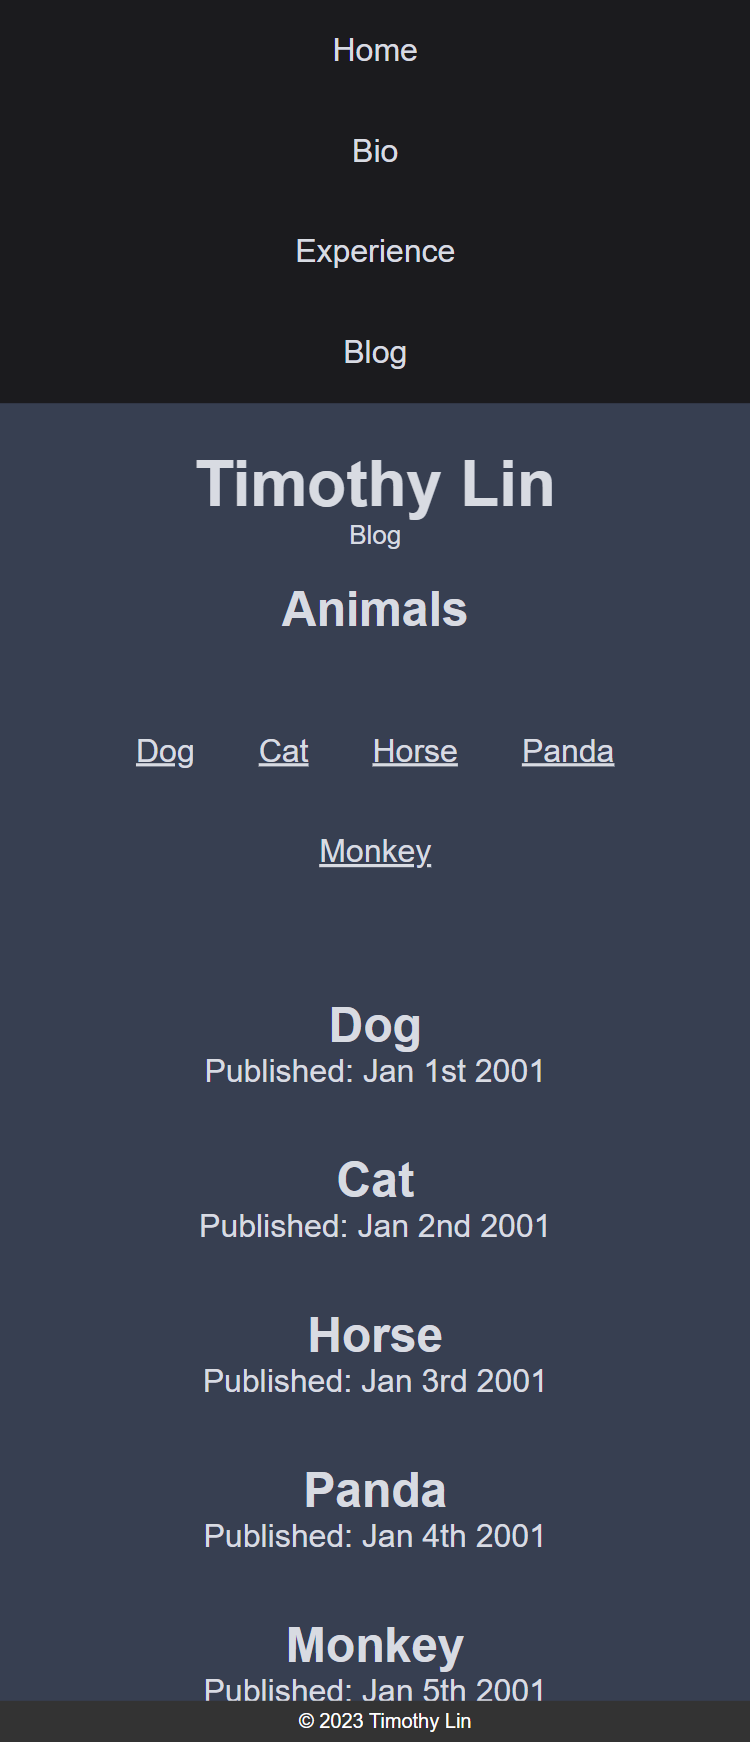 Home
Bio
Experience
Blog
Timothy Lin
Blog
Animals
Dog Cat Horse Panda
Monkey
Dog
Published: Jan 1st 2001
Cat
Published: Jan 2nd 2001
Horse
Published: Jan 3rd 2001
Panda
Published: Jan 4th 2001
Monkey
Published: Jan 5th 2001
© 2023 Timothy Lin